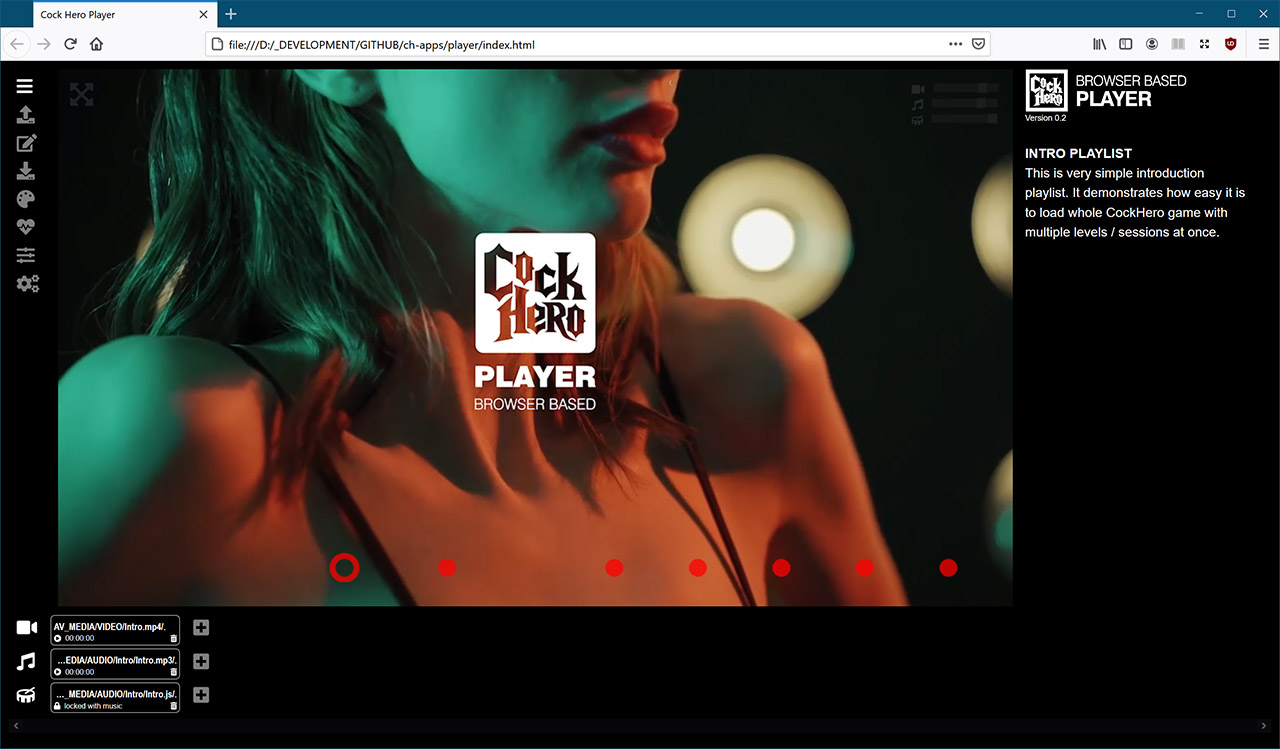 Cock Hero Player
file:///D:/_DEVELOPMENT/GITHUB/ch-apps/player/index.html
COCK
HERO
BROWSER BASED
PLAYER
Version 0.2
INTRO PLAYLIST
This is very simple introduction
playlist. It demonstrates how easy it is
to load whole CockHero game with
multiple levels / sessions at once.
COCK
HERO
PLAYER
BROWSER BASED
AV_MEDIA/VIDEO/Intro.mp4/.
00:00:00
...EDIA/AUDIO/Intro/Intro.mp3/.
00:00:00
..._MEDIA/AUDIO/Intro/Intro.js/.
locked with music